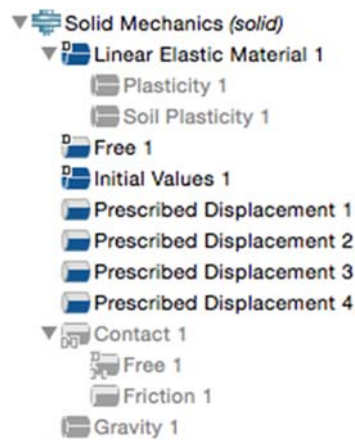 Solid Mechanics (solid)
Linear Elastic Material 1
Plasticity 1
Soil Plasticity 1
Free 1
Initial Values 1
Prescribed Displacement 1
Prescribed Displacement 2
Prescribed Displacement 3
Prescribed Displacement 4
Contact 1
Free 1
Friction 1
Gravity 1